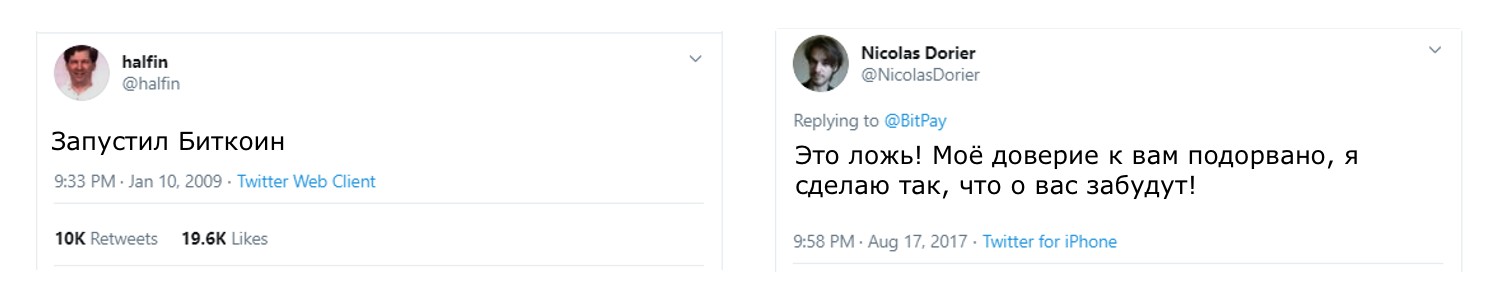 halfin
@halfin
Запустил Биткоин
9:33 PM · Jan 10, 2009 · Twitter Web Client
10K Retweets 19.6K Likes
Nicolas Dorier
@NicolasDorier
Replying to @BitPay
Это ложь! Моё доверие к вам подорвано, я
сделаю так, что о вас забудут!
9:58 PM · Aug 17, 2017 · Twitter for iPhone